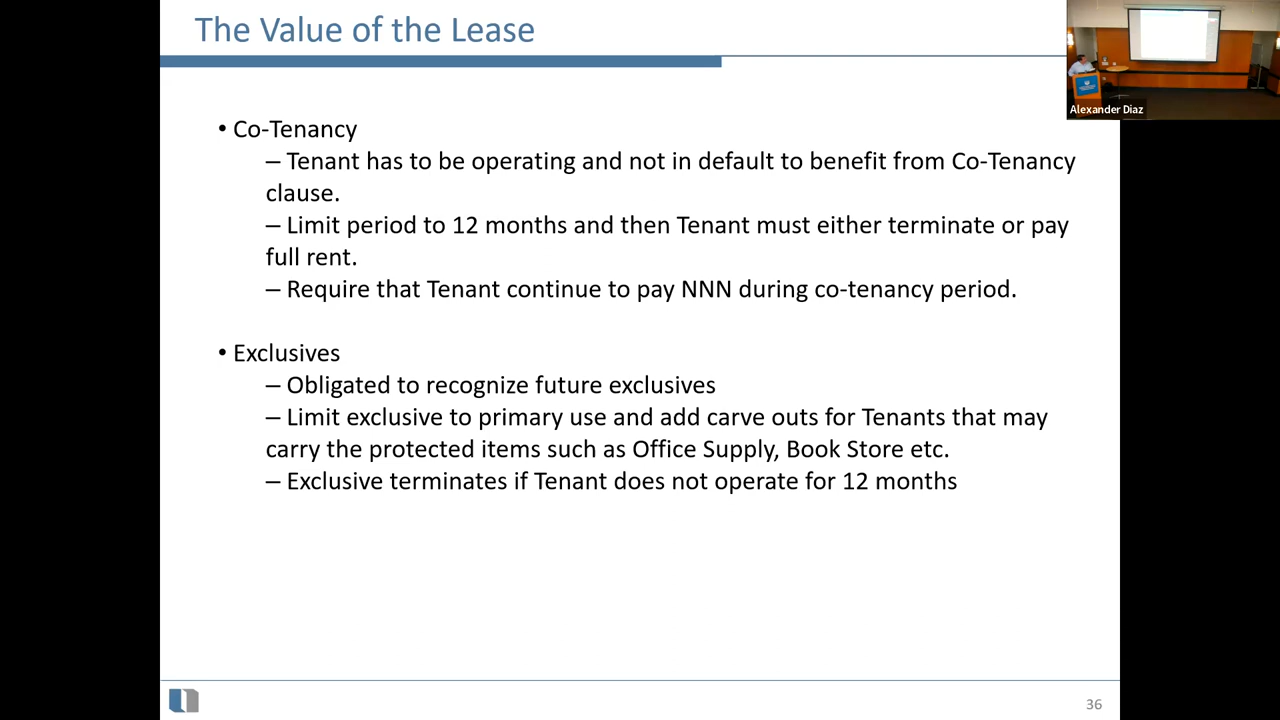 The Value of the Lease
Alexander Diaz
• Co-Tenancy
– Tenant has to be operating and not in default to benefit from Co-Tenancy
clause.
– Limit period to 12 months and then Tenant must either terminate or pay
full rent.
– Require that Tenant continue to pay NNN during co-tenancy period.
• Exclusives
– Obligated to recognize future exclusives
– Limit exclusive to primary use and add carve outs for Tenants that may
carry the protected items such as Office Supply, Book Store etc.
– Exclusive terminates if Tenant does not operate for 12 months
36